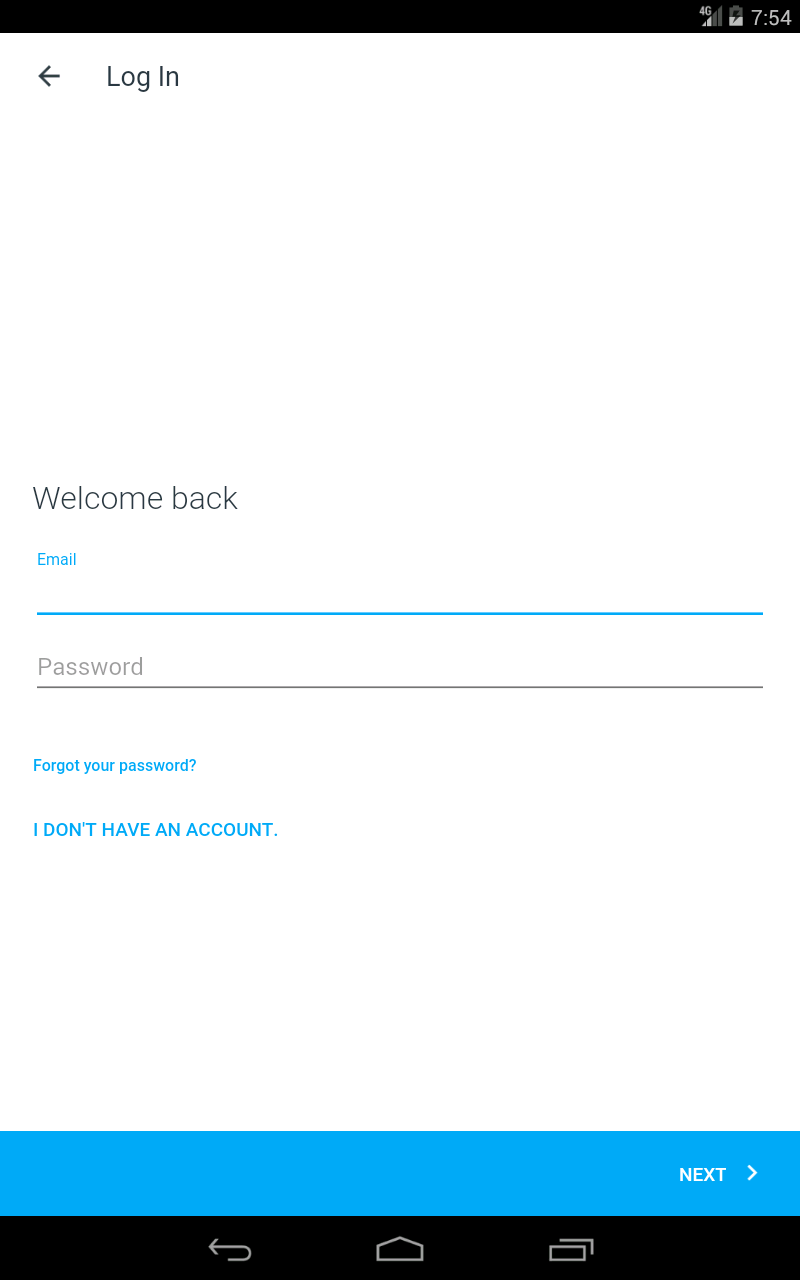 4G 7:54
Log In
Welcome back
Email
Password
Forgot your password?
I DON'T HAVE AN ACCOUNT.
NEXT